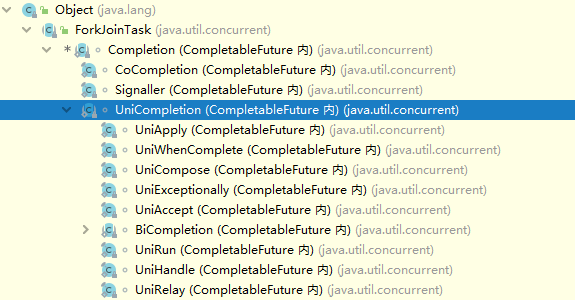 Object (java.lang)
ForkJoinTask (java.util.concurrent)
* Completion (CompletableFuture 内) (java.util.concurrent)
CoCompletion (CompletableFuture 内) (java.util.concurrent)
Signaller (CompletableFuture 内) (java.util.concurrent)
UniCompletion (CompletableFuture 内) (java.util.concurrent)
UniApply (CompletableFuture 内) (java.util.concurrent)
UniWhenComplete (CompletableFuture 内) (java.util.concurrent)
UniCompose (CompletableFuture 内) (java.util.concurrent)
UniExceptionally (CompletableFuture 内) (java.util.concurrent)
UniAccept (CompletableFuture 内) (java.util.concurrent)
BiCompletion (CompletableFuture 内) (java.util.concurrent)
UniRun (CompletableFuture 内) (java.util.concurrent)
UniHandle (CompletableFuture 内) (java.util.concurrent)
UniRelay (CompletableFuture 内) (java.util.concurrent)